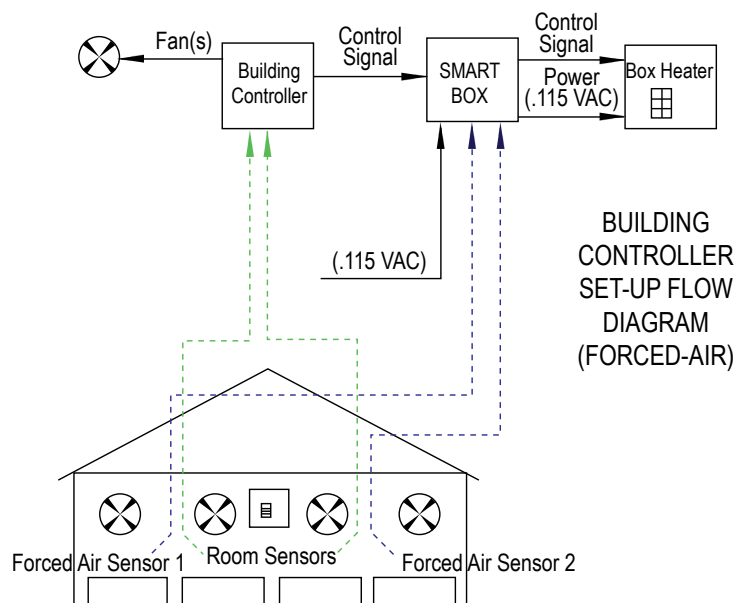 Fan(s)
Building
Controller
Control
Signal
SMART
BOX
Control
Signal
Power
(.115 VAC)
Box Heater
(.115 VAC)
BUILDING
CONTROLLER
SET-UP FLOW
DIAGRAM
(FORCED-AIR)
Forced Air Sensor 1
Room Sensors
Forced Air Sensor 2